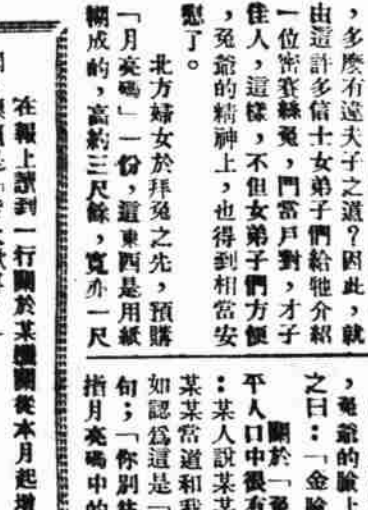 ，多麽有違夫子之道？因此，就
由這許多信士女弟子們給牠介紹
一位密賽絲兔，門當戶對，才子
佳人，這樣，不但女弟子們方便
，兔爺的精神上，也得到相當安
慰了。
北方婦女於拜兔之先，預購
「月亮碼」一份，這東西是用紙
糊成的，高約三尺餘，寬亦一尺
，兔爺的臉上
之曰：「金臉
關於「兔
平人口中很有
：某人說某某
某某當道和我
如認爲這是「
句；「你別
指月亮碼中的
在報上讀到一行關於某機關從本月起增